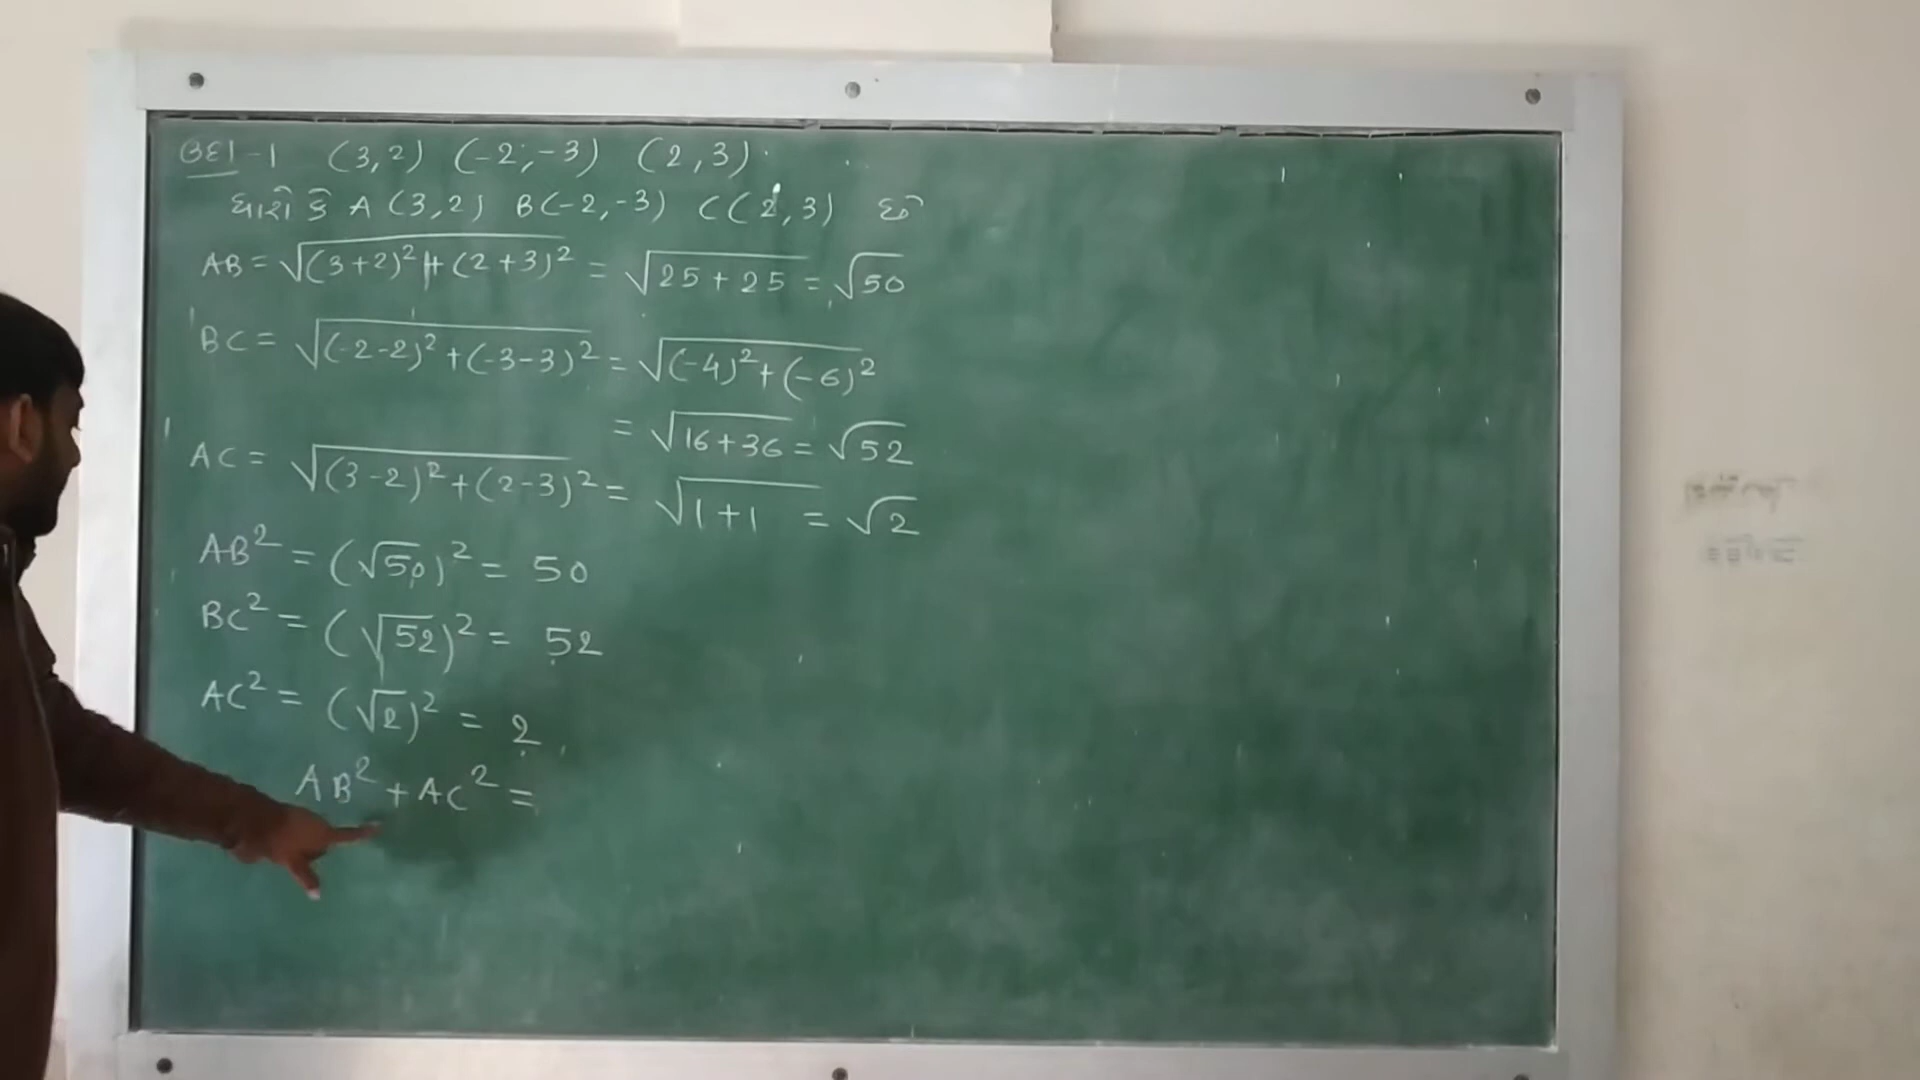 ઉદા-1 (3,2) (-2,-3) (2,3).
ધારો કે A (3,2) B(-2,-3) C(2,3) છે
AB = √(3+2)² + (2+3)² = √25+25 = √50
BC = √(-2-2)² + (-3-3)² = √(-4)² + (-6)²
= √16+36 = √52
AC = √(3-2)² + (2-3)² = √1+1 = √2
AB² = (√50)² = 50
BC² = (√52)² = 52
AC² = (√2)² = 2
AB² + AC² =